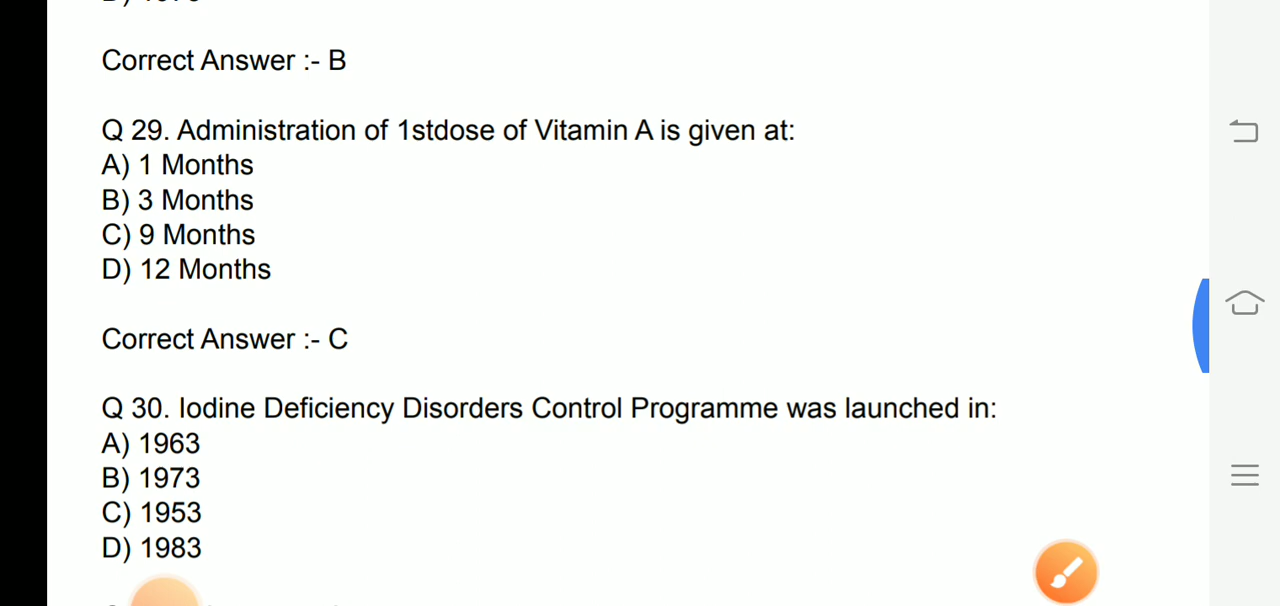 Correct Answer :- B
Q 29. Administration of 1stdose of Vitamin A is given at:
A) 1 Months
B) 3 Months
C) 9 Months
D) 12 Months
Correct Answer :- C
Q 30. Iodine Deficiency Disorders Control Programme was launched in:
A) 1963
B) 1973
C) 1953
D) 1983